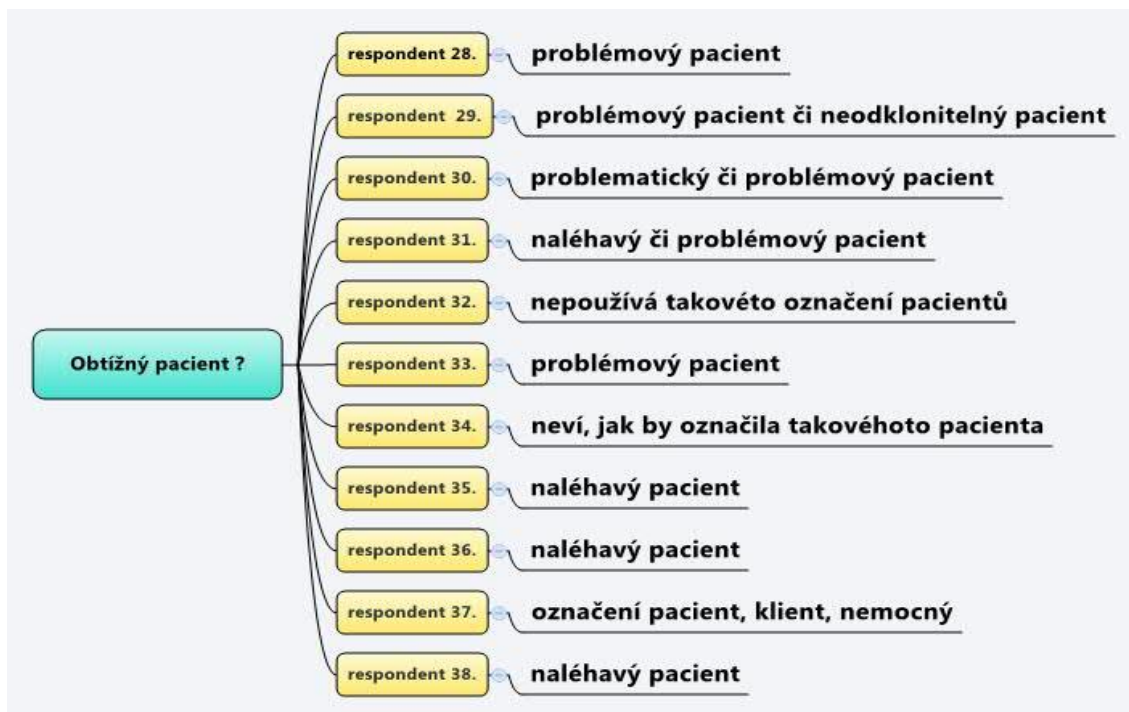 respondent 28. problémový pacient
respondent 29. problémový pacient či neodklonitelný pacient
respondent 30. problematický či problémový pacient
respondent 31. naléhavý či problémový pacient
respondent 32. nepoužívá takovéto označení pacientů
Obtížný pacient ?
respondent 33. problémový pacient
respondent 34. neví, jak by označila takovéhoto pacienta
respondent 35. naléhavý pacient
respondent 36. naléhavý pacient
respondent 37. označení pacient, klient, nemocný
respondent 38. naléhavý pacient